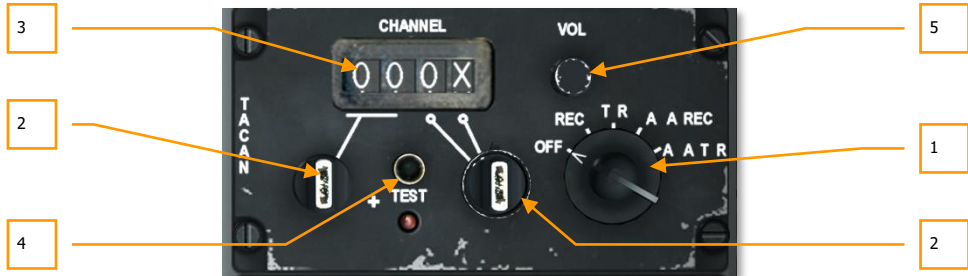 3
CHANNEL
VOL
5
000X
TACAN
REC
T R
A A REC
2
OFF
A A T R
1
TEST
+
4
2